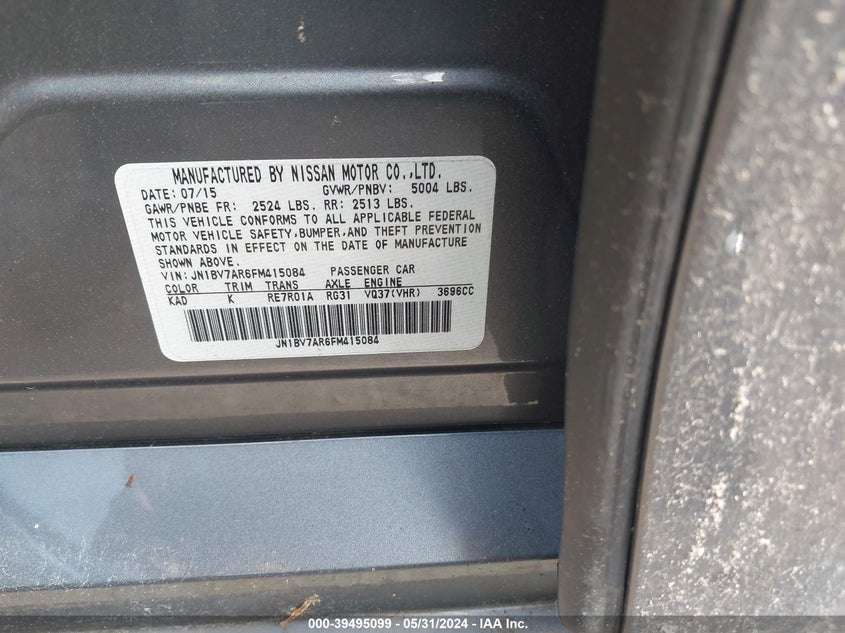 MANUFACTURED BY NISSAN MOTOR CO.,LTD.
DATE: 07/15 GVWR/PNBV: 5004 LBS.
GAWR/PNBE FR: 2524 LBS. RR: 2513 LBS.
THIS VEHICLE CONFORMS TO ALL APPLICABLE FEDERAL
MOTOR VEHICLE SAFETY,BUMPER,AND THEFT PREVENTION
STANDARDS IN EFFECT ON THE DATE OF MANUFACTURE
SHOWN ABOVE.
VIN: JN1BV7AR6FM415084 PASSENGER CAR
COLOR TRIM TRANS AXLE ENGINE
KAD K RE7R01A RG31 VQ37(VHR) 3696CC
JN1BV7AR6FM415084
000-39495099 - 05/31/2024 - IAA Inc.